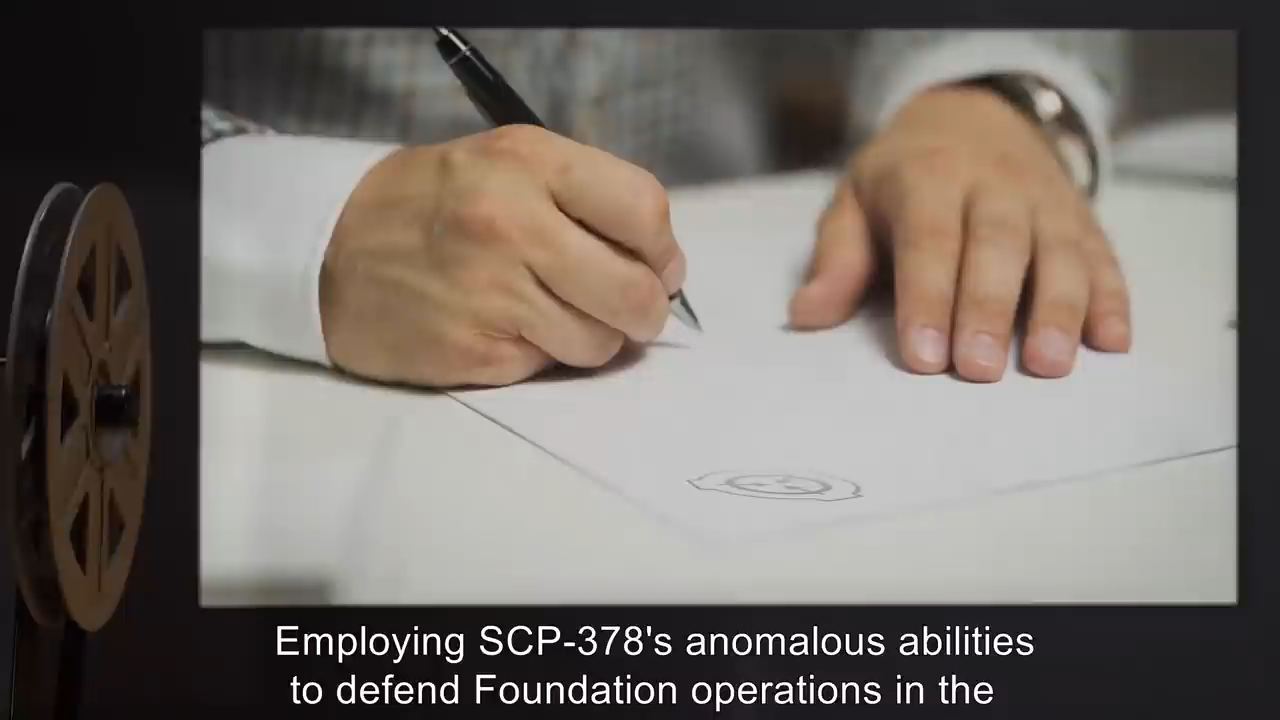 Employing SCP-378's anomalous abilities
to defend Foundation operations in the